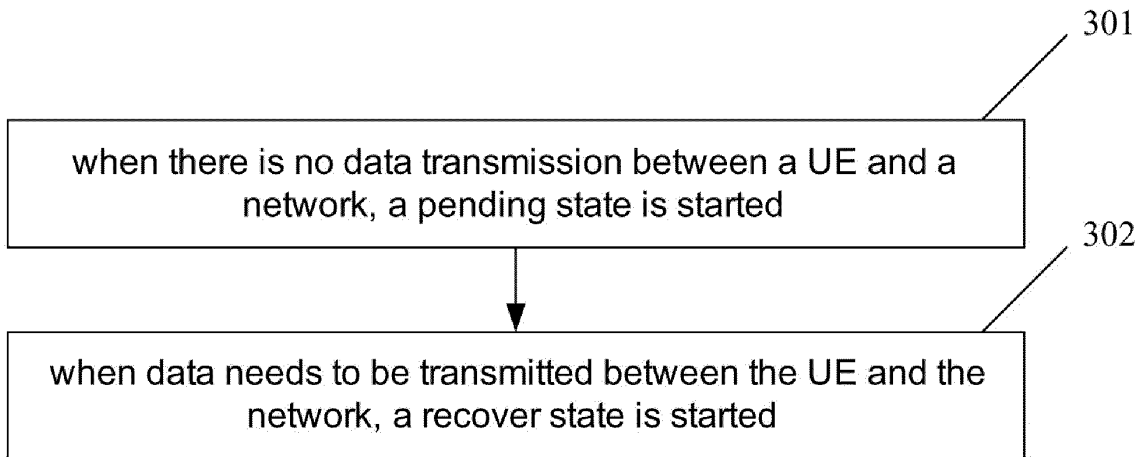 301
when there is no data transmission between a UE and a
network, a pending state is started
302
when data needs to be transmitted between the UE and the
network, a recover state is started